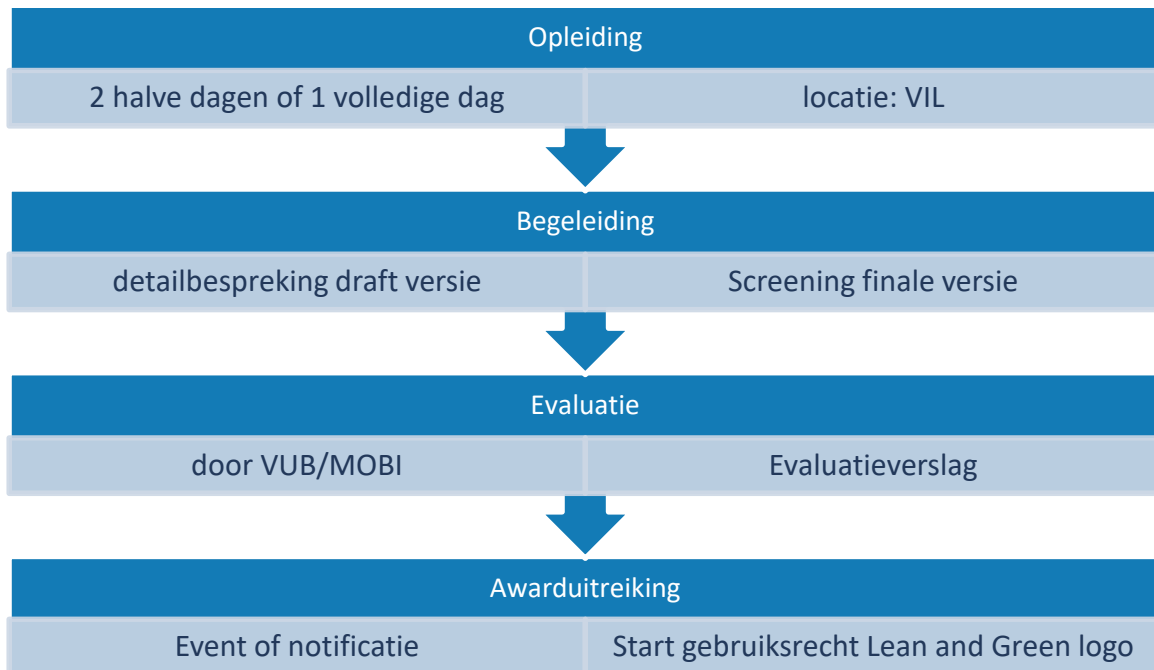 Opleiding
2 halve dagen of 1 volledige dag
locatie: VIL
Begeleiding
detailbespreking draft versie
Screening finale versie
Evaluatie
door VUB/MOBI
Evaluatieverslag
Awarduitreiking
Event of notificatie
Start gebruiksrecht Lean and Green logo